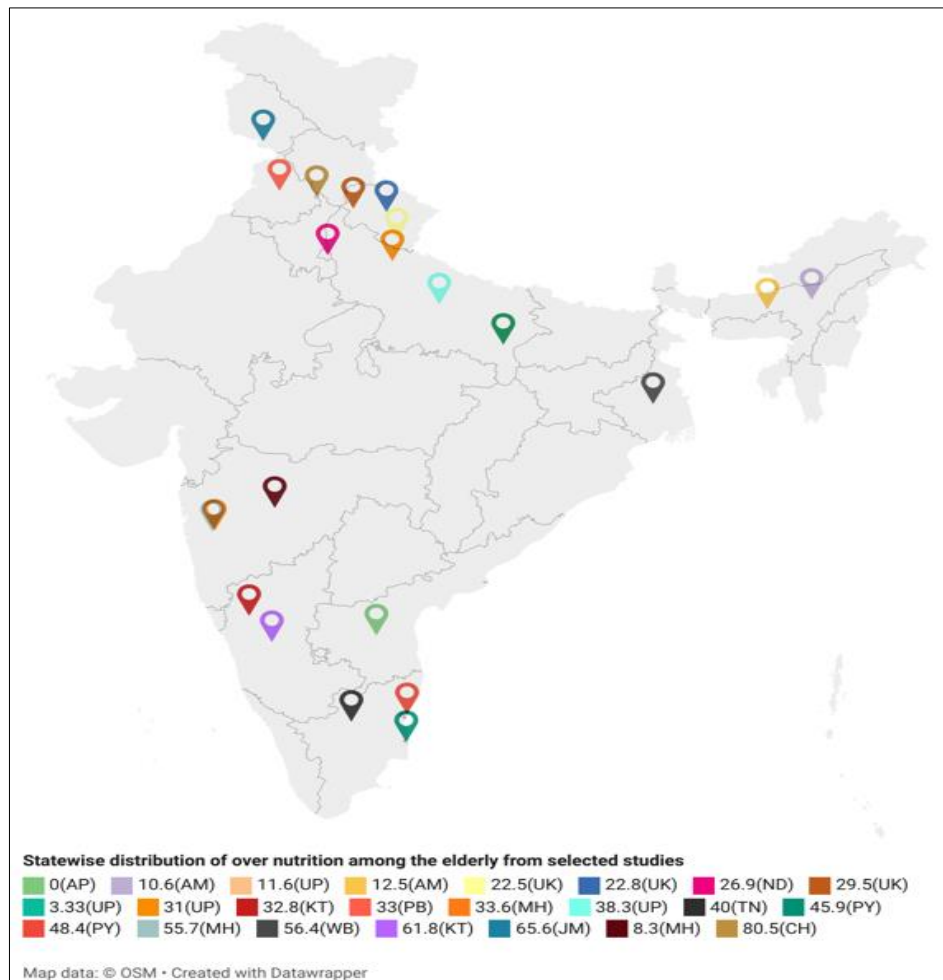 Statewise distribution of over nutrition among the elderly from selected studies
0(AP) 10.6(AM) 11.6(UP) 12.5(AM) 22.5(UK) 22.8(UK) 26.9(ND) 29.5(UK)
3.33(UP) 31(UP) 32.8(KT) 33(PB) 33.6(MH) 38.3(UP) 40(TN) 45.9(PY)
48.4(PY) 55.7(MH) 56.4(WB) 61.8(KT) 65.6(JM) 8.3(MH) 80.5(CH)
Map data: © OSM • Created with Datawrapper